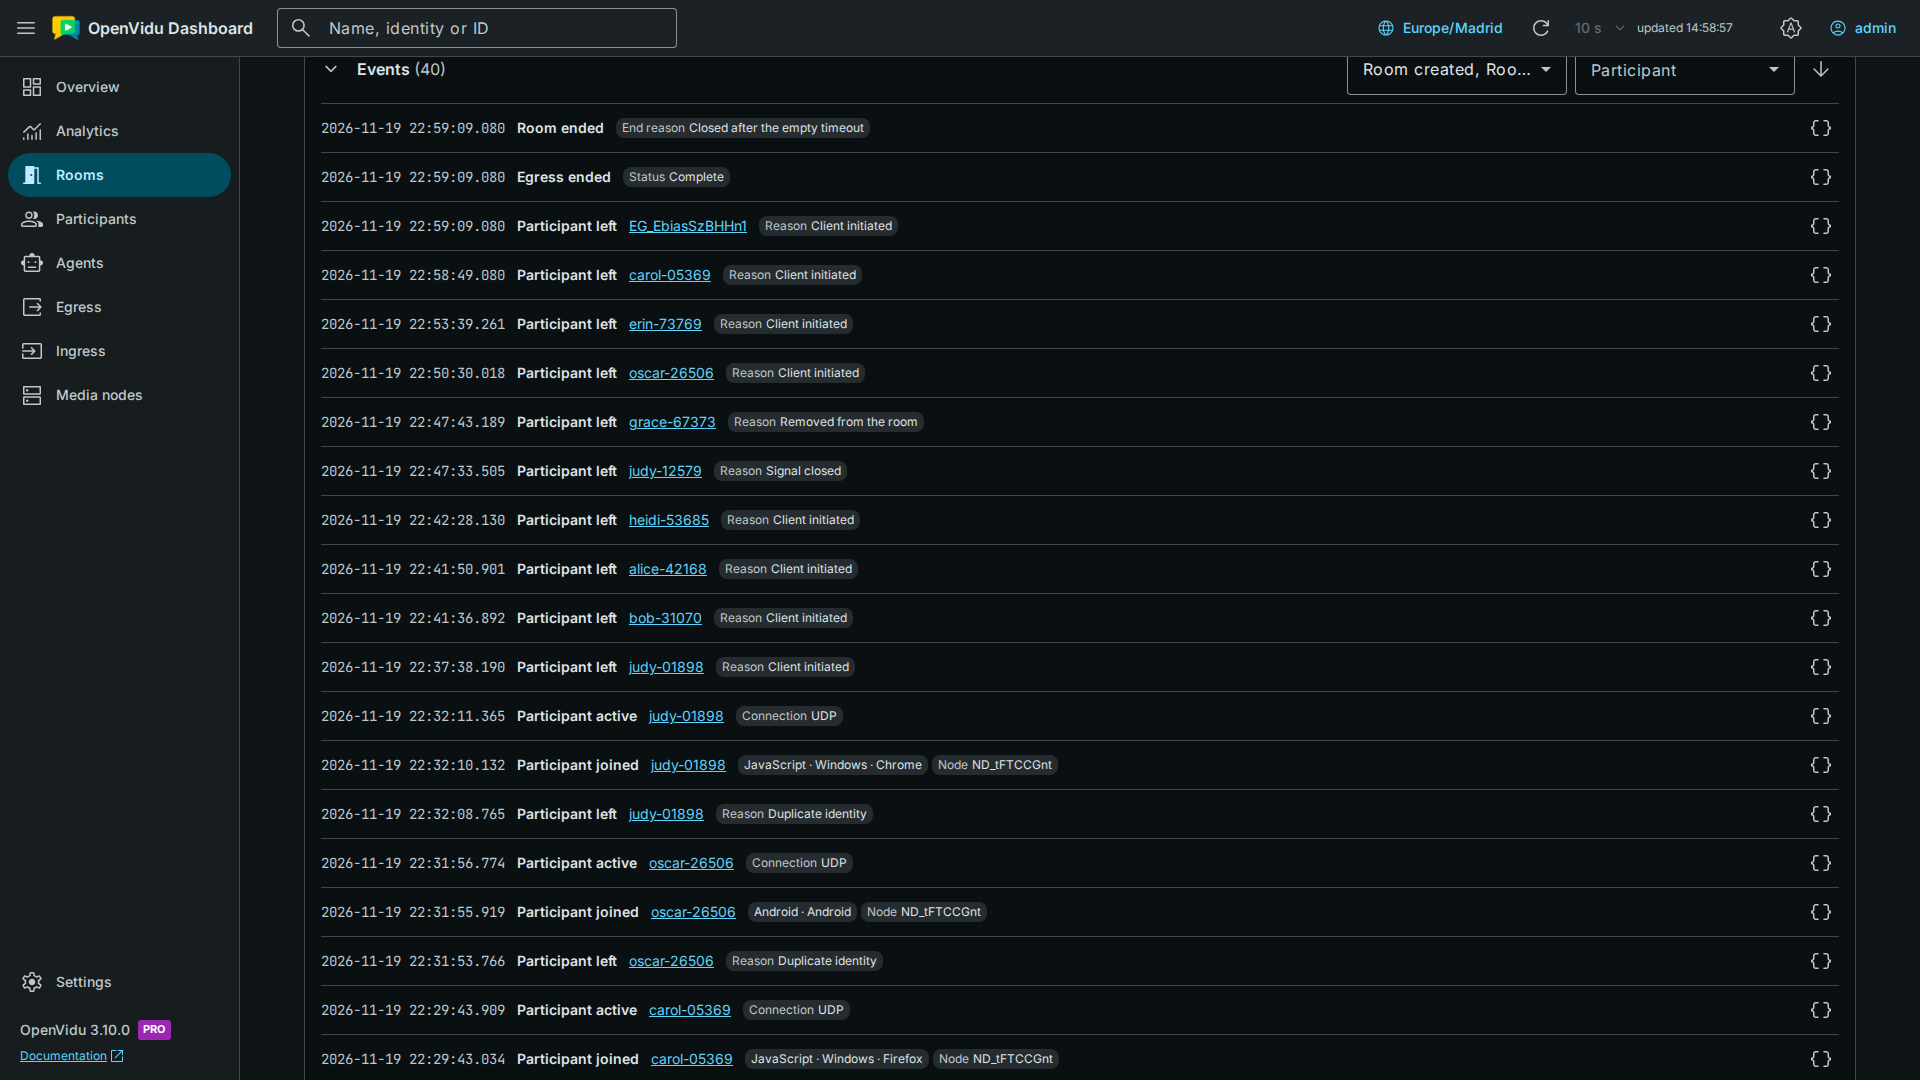 OpenVidu Dashboard
Name, identity or ID
Europe/Madrid
10 s
updated 14:58:57
admin
Overview
Analytics
Rooms
Participants
Agents
Egress
Ingress
Media nodes
Settings
OpenVidu 3.10.0 PRO
Documentation
Events (40)
Room created, Roo...
Participant
2026-11-19 22:59:09.080 Room ended End reason Closed after the empty timeout
2026-11-19 22:59:09.080 Egress ended Status Complete
2026-11-19 22:59:09.080 Participant left EG_EbiasSzBHHn1 Reason Client initiated
2026-11-19 22:58:49.080 Participant left carol-05369 Reason Client initiated
2026-11-19 22:53:39.261 Participant left erin-73769 Reason Client initiated
2026-11-19 22:50:30.018 Participant left oscar-26506 Reason Client initiated
2026-11-19 22:47:43.189 Participant left grace-67373 Reason Removed from the room
2026-11-19 22:47:33.505 Participant left judy-12579 Reason Signal closed
2026-11-19 22:42:28.130 Participant left heidi-53685 Reason Client initiated
2026-11-19 22:41:50.901 Participant left alice-42168 Reason Client initiated
2026-11-19 22:41:36.892 Participant left bob-31070 Reason Client initiated
2026-11-19 22:37:38.190 Participant left judy-01898 Reason Client initiated
2026-11-19 22:32:11.365 Participant active judy-01898 Connection UDP
2026-11-19 22:32:10.132 Participant joined judy-01898 JavaScript · Windows · Chrome Node ND_tFTCCGnt
2026-11-19 22:32:08.765 Participant left judy-01898 Reason Duplicate identity
2026-11-19 22:31:56.774 Participant active oscar-26506 Connection UDP
2026-11-19 22:31:55.919 Participant joined oscar-26506 Android · Android Node ND_tFTCCGnt
2026-11-19 22:31:53.766 Participant left oscar-26506 Reason Duplicate identity
2026-11-19 22:29:43.909 Participant active carol-05369 Connection UDP
2026-11-19 22:29:43.034 Participant joined carol-05369 JavaScript · Windows · Firefox Node ND_tFTCCGnt